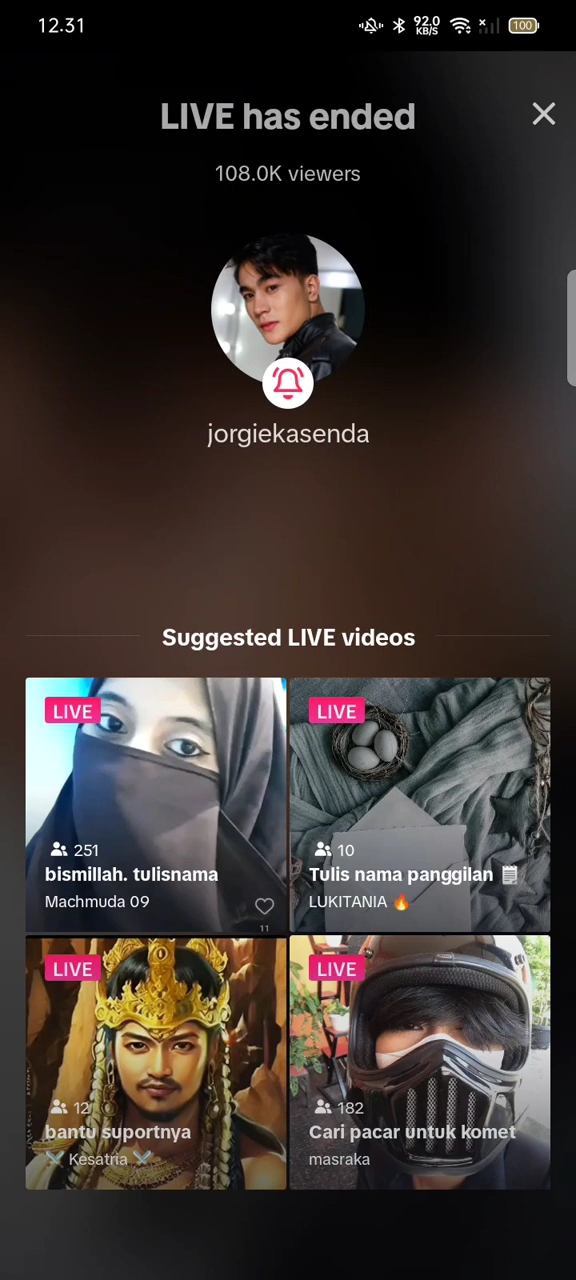 12.31
92.0
KB/S
100
LIVE has ended
108.0K viewers
jorgiekasenda
Suggested LIVE videos
LIVE
251
bismillah. tulisnama
Machmuda 09
11
LIVE
10
Tulis nama panggilan
LUKITANIA 🔥
LIVE
12
bantu suportnya
⚔️ Kesatria ⚔️
LIVE
182
Cari pacar untuk komet
masraka